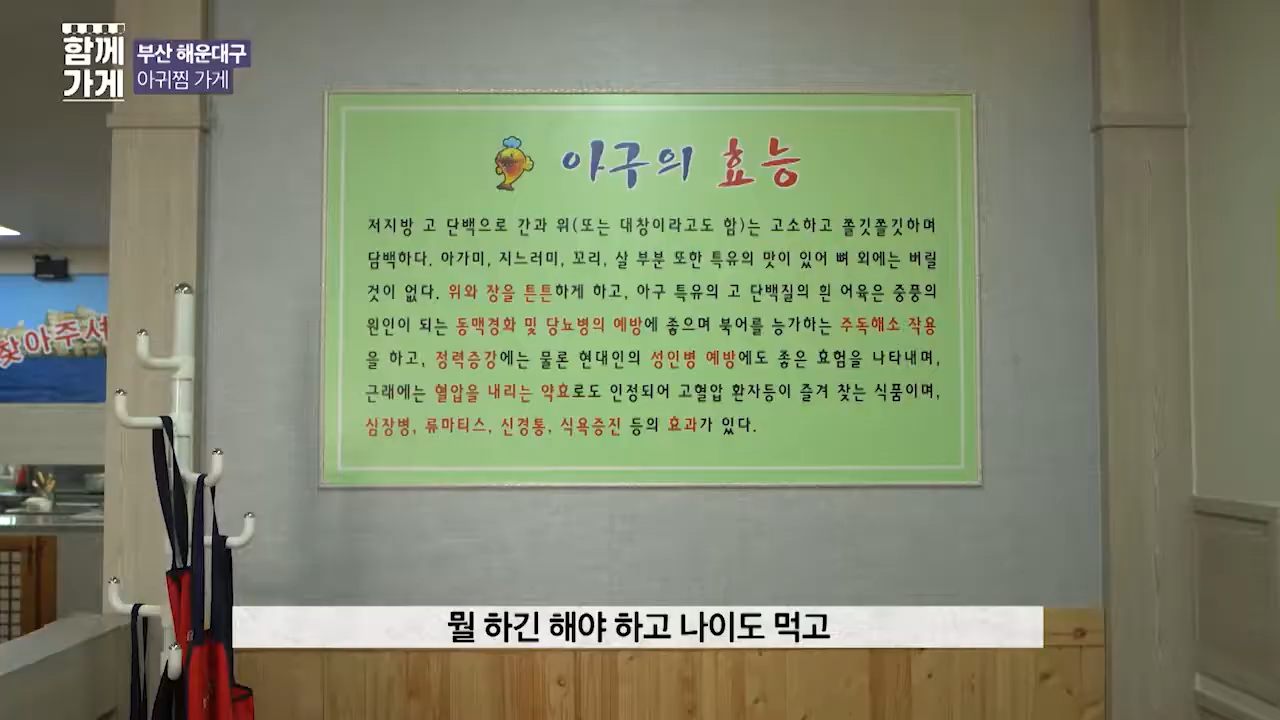 함께
가게
부산 해운대구
아귀찜 가게
아구의 효능
저지방 고 단백으로 간과 위(또는 대창이라고도 함)는 고소하고 쫄깃쫄깃하며
담백하다. 아가미, 지느러미, 꼬리, 살 부분 또한 특유의 맛이 있어 뼈 외에는 버릴
것이 없다. 위와 장을 튼튼하게 하고, 아구 특유의 고 단백질의 흰 어육은 중풍의
원인이 되는 동맥경화 및 당뇨병의 예방에 좋으며 북어를 능가하는 주독해소 작용
을 하고, 정력증강에는 물론 현대인의 성인병 예방에도 좋은 효험을 나타내며,
근래에는 혈압을 내리는 약효로도 인정되어 고혈압 환자등이 즐겨 찾는 식품이며,
심장병, 류마티스, 신경통, 식욕증진 등의 효과가 있다.
찾아주셔
뭘 하긴 해야 하고 나이도 먹고